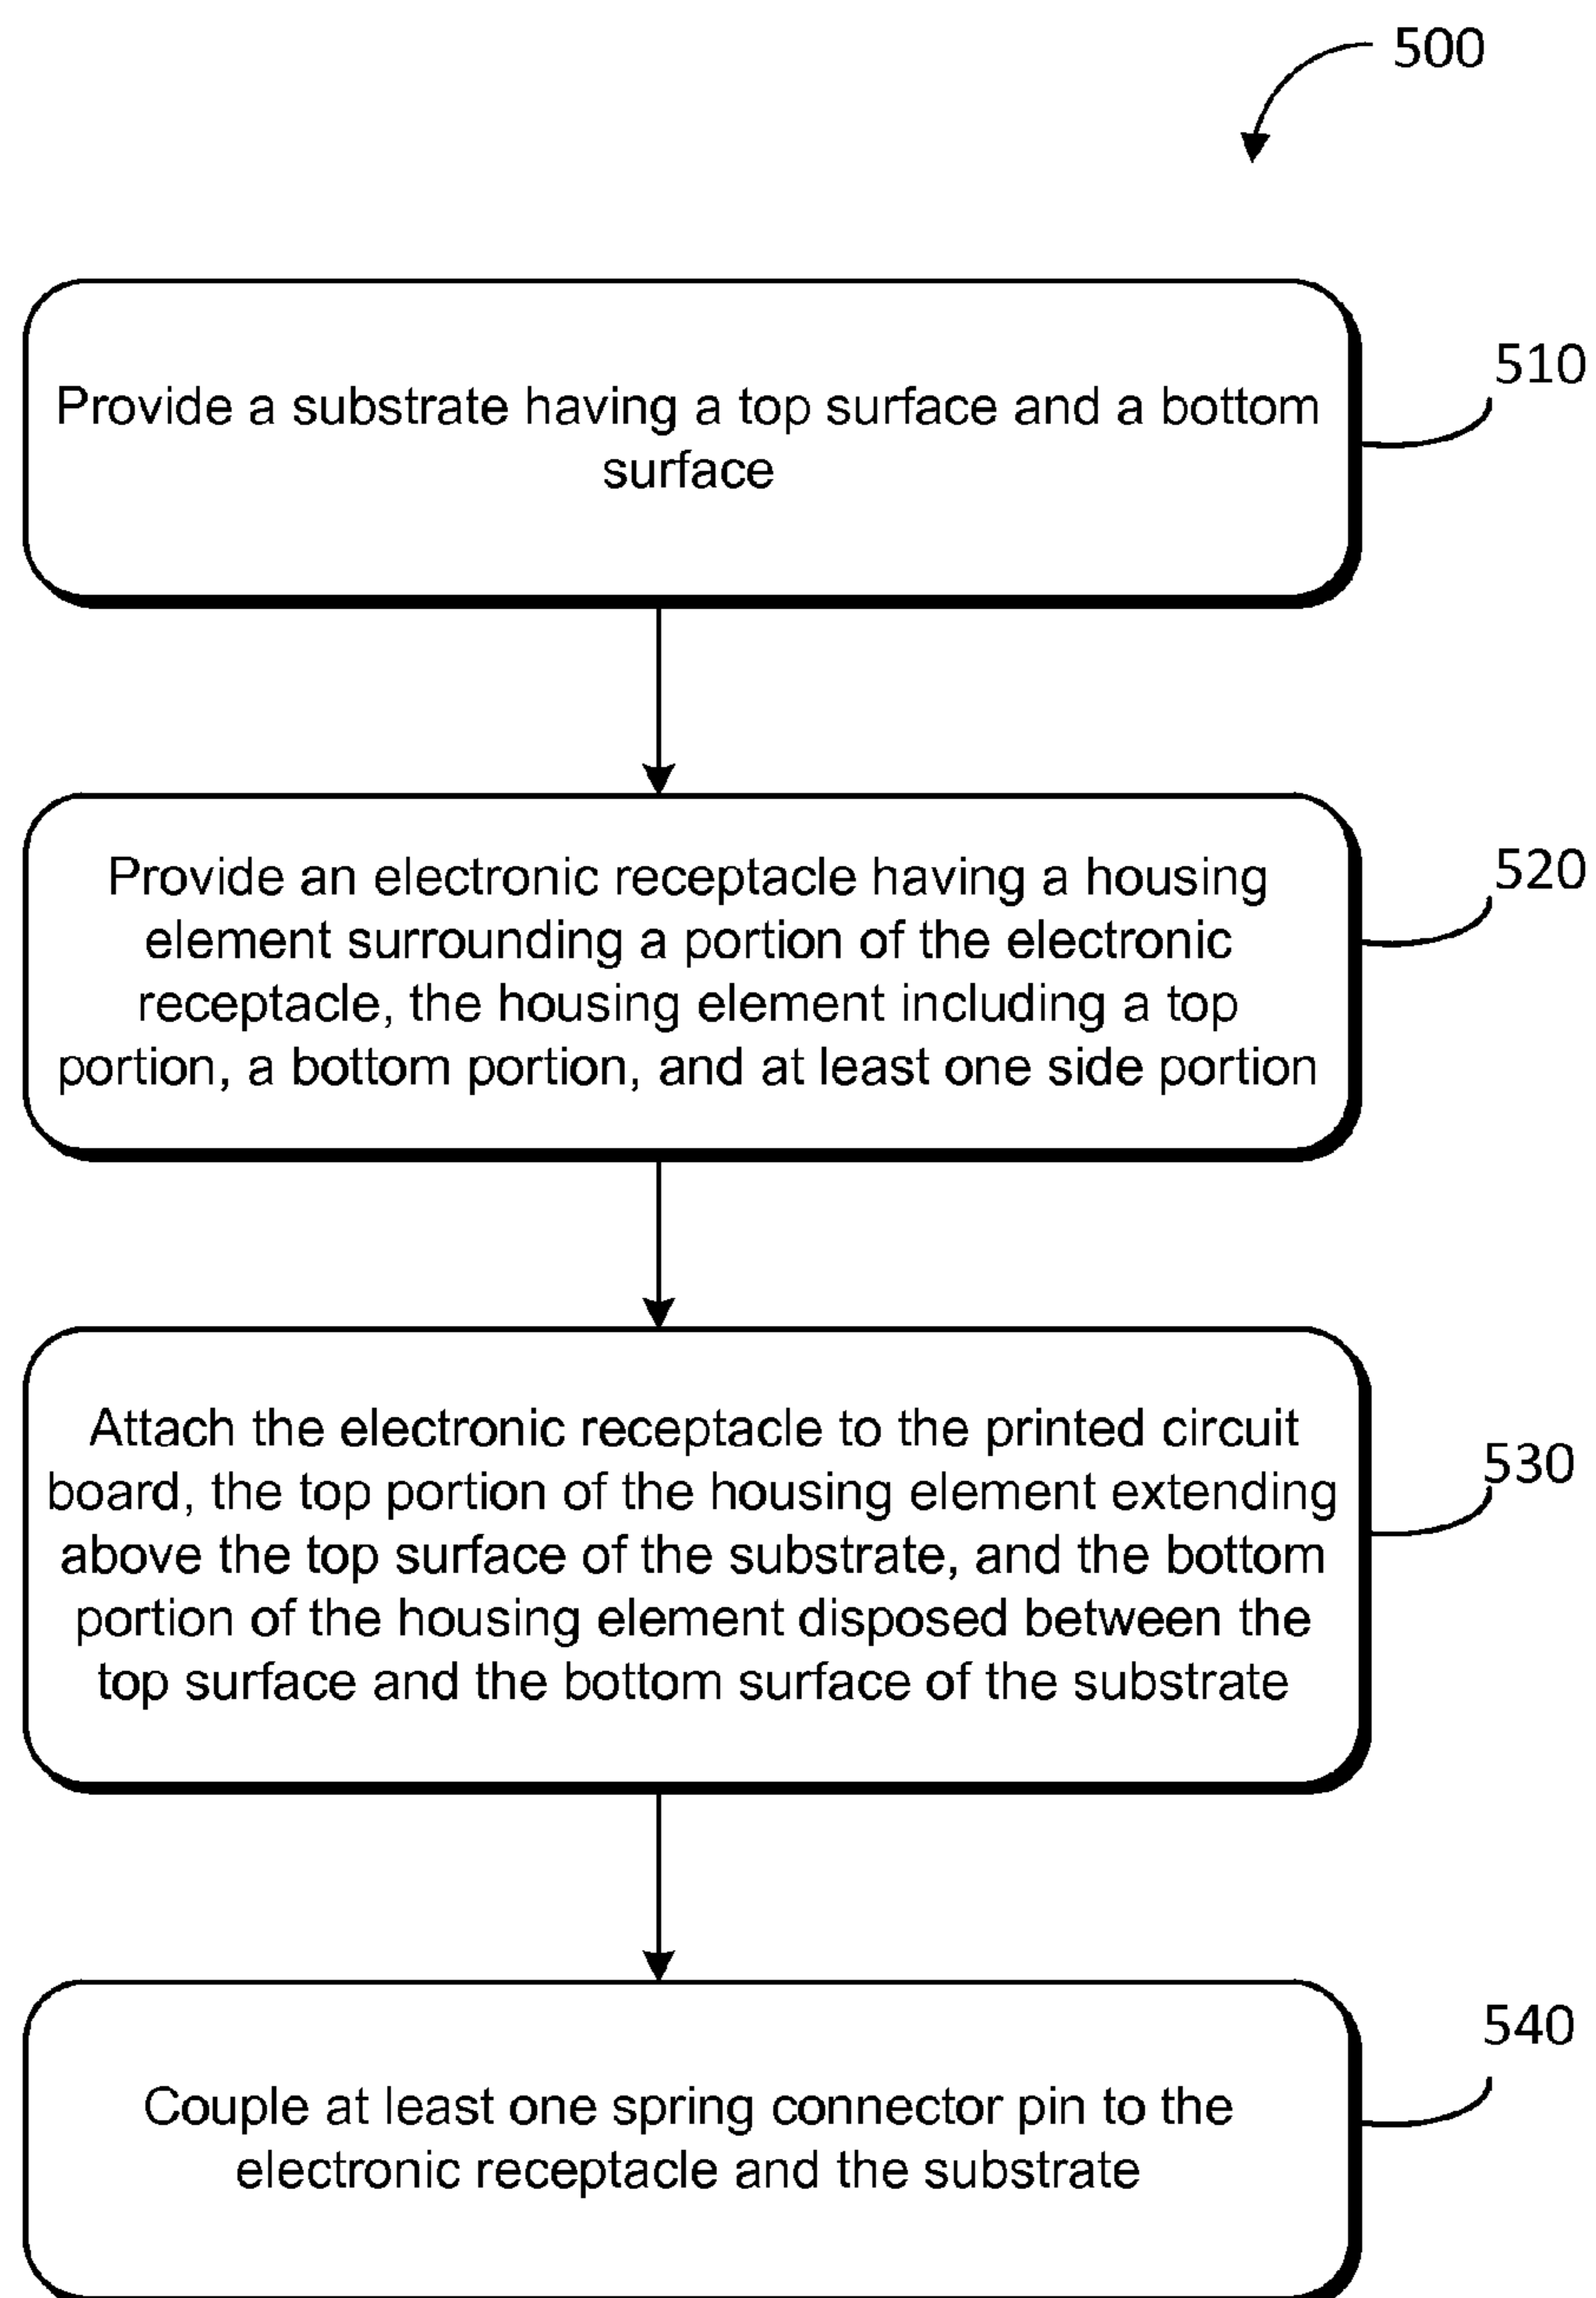 500
Provide a substrate having a top surface and a bottom
surface
510
Provide an electronic receptacle having a housing
element surrounding a portion of the electronic
receptacle, the housing element including a top
portion, a bottom portion, and at least one side portion
520
Attach the electronic receptacle to the printed circuit
board, the top portion of the housing element extending
above the top surface of the substrate, and the bottom
portion of the housing element disposed between the
top surface and the bottom surface of the substrate
530
Couple at least one spring connector pin to the
electronic receptacle and the substrate
540